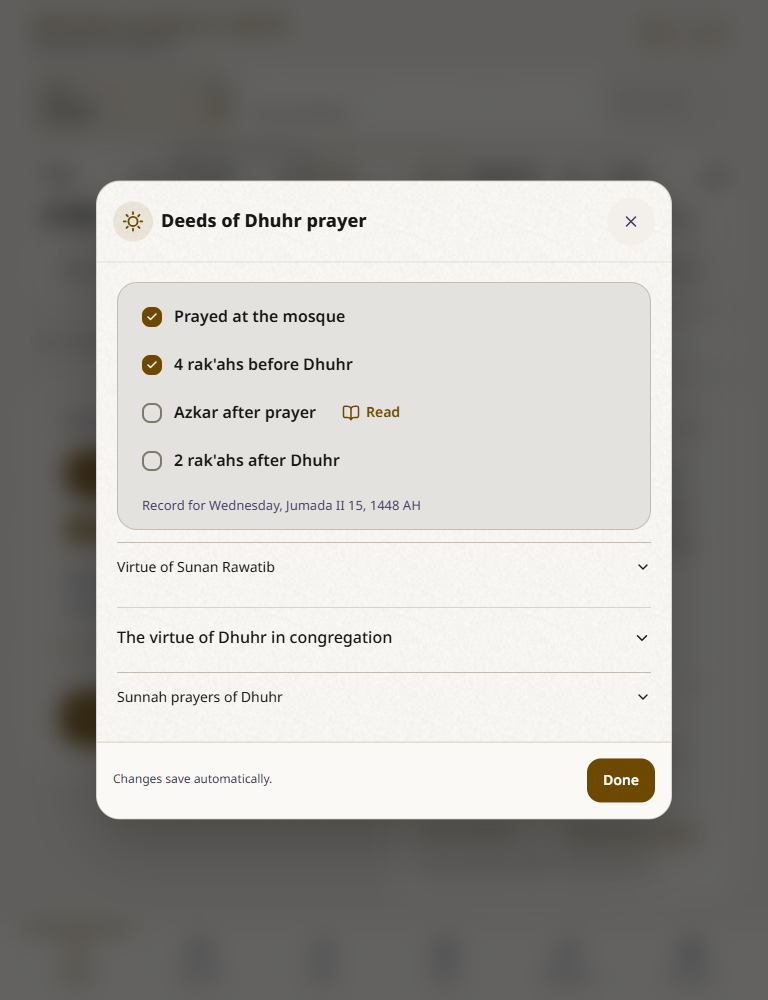 Deeds of Dhuhr prayer
Prayed at the mosque
4 rak'ahs before Dhuhr
Azkar after prayer Read
2 rak'ahs after Dhuhr
Record for Wednesday, Jumada II 15, 1448 AH
Virtue of Sunan Rawatib
The virtue of Dhuhr in congregation
Sunnah prayers of Dhuhr
Changes save automatically. Done